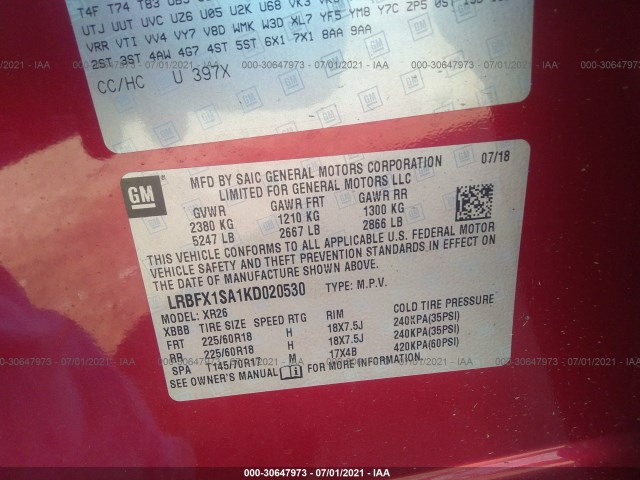 T4F T74 T83
UTJ UUT UVC UZ6 U05 U2K U68 VK3
VRR VTI VV4 VY7 V8D WMK W3D XL7 YF5 YM8 Y7C ZP5 0ST
2ST 3ST 4AW 4G7 4ST 5ST 6X1 7X1 8AA 9AA
CC/HC U 397X
GM
MFD BY SAIC GENERAL MOTORS CORPORATION 07/18
LIMITED FOR GENERAL MOTORS LLC
GVWR GAWR FRT GAWR RR
2380 KG 1210 KG 1300 KG
5247 LB 2667 LB 2866 LB
THIS VEHICLE CONFORMS TO ALL APPLICABLE U.S. FEDERAL MOTOR
VEHICLE SAFETY AND THEFT PREVENTION STANDARDS IN EFFECT ON
THE DATE OF MANUFACTURE SHOWN ABOVE.
LRBFX1SA1KD020530 TYPE: M.P.V.
MODEL: XR26
XBBB TIRE SIZE SPEED RTG RIM COLD TIRE PRESSURE
FRT 225/60R18 H 18X7.5J 240KPA(35PSI)
RR 225/60R18 H 18X7.5J 240KPA(35PSI)
SPA T145/70R17 M 17X4B 420KPA(60PSI)
SEE OWNER'S MANUAL FOR MORE INFORMATION.
000-30647973 - 07/01/2021 - IAAI